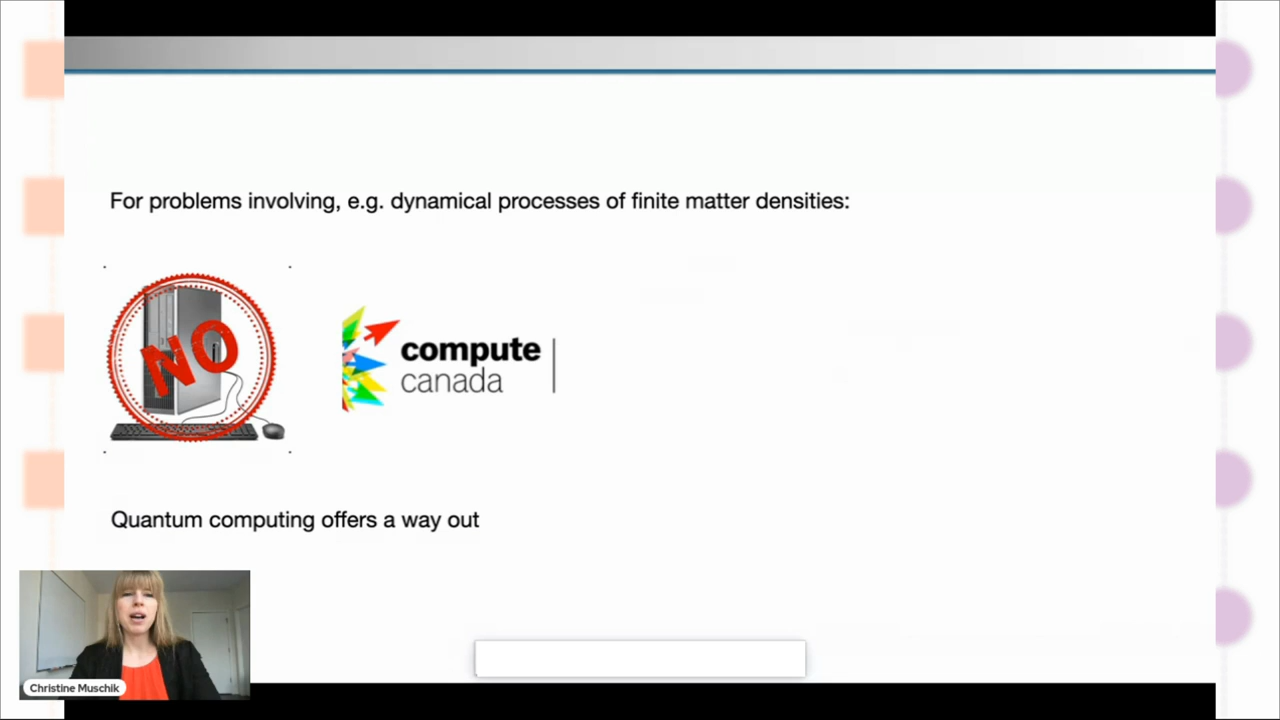 For problems involving, e.g. dynamical processes of finite matter densities:
NO
compute
canada
Quantum computing offers a way out
Christine Muschik